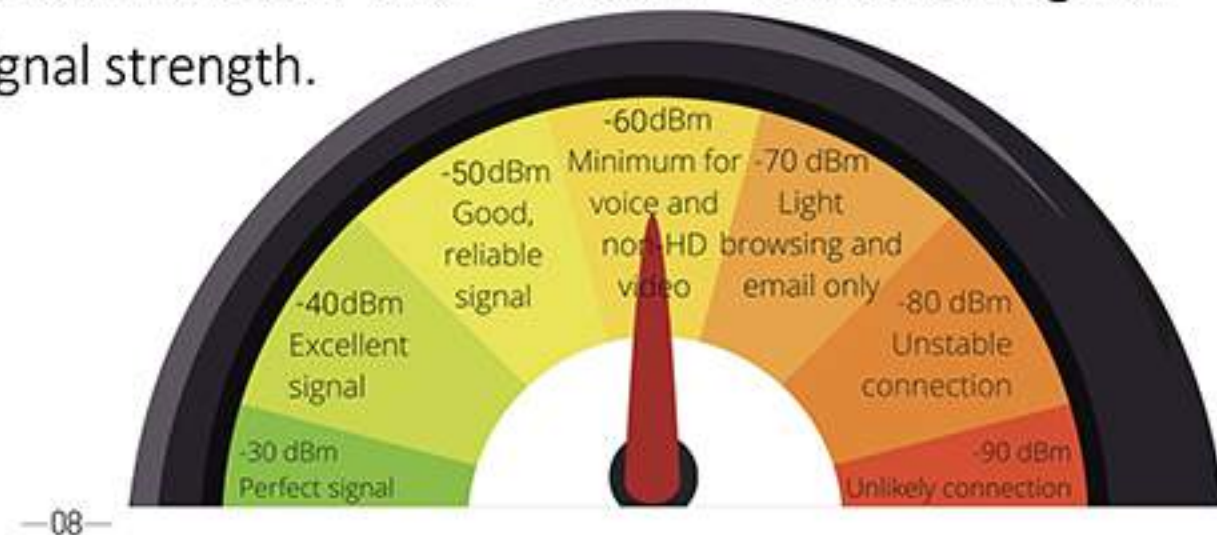 gnal strength.
-30 dBm
Perfect signal
-40dBm
Excellent
signal
-50dBm
Good,
reliable
signal
-60dBm
Minimum for
voice and
non-HD
video
-70 dBm
Light
browsing and
email only
-80 dBm
Unstable
connection
-90 dBm
Unlikely connection
—08—